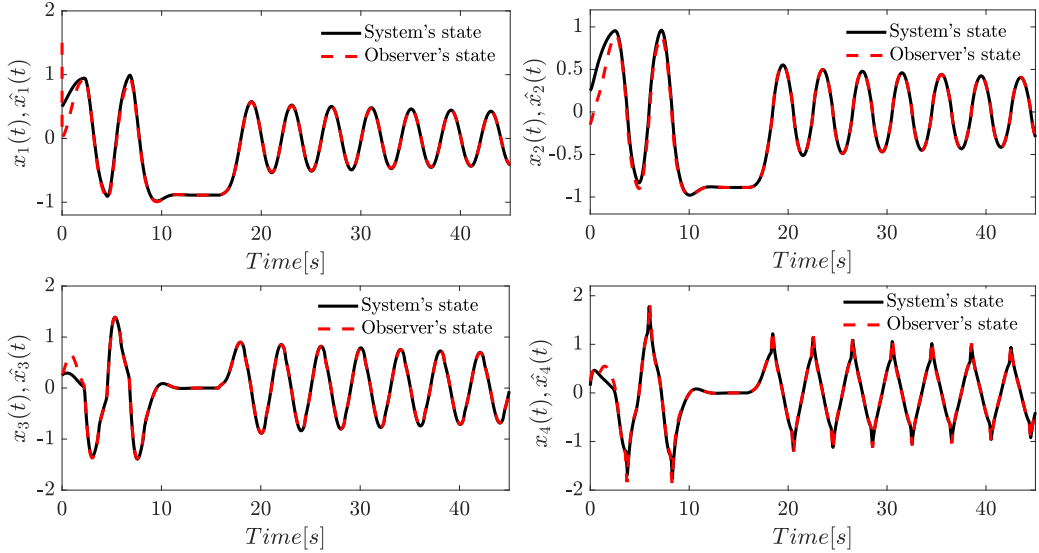 2
1
0
-1
x₁(t), x̂₁(t)
System's state
Observer's state
0
10
20
30
40
Time[s]
1
0.5
0
-0.5
-1
x₂(t), x̂₂(t)
System's state
Observer's state
0
10
20
30
40
Time[s]
2
1
0
-1
-2
x₃(t), x̂₃(t)
System's state
Observer's state
0
10
20
30
40
Time[s]
2
1
0
-1
-2
x₄(t), x̂₄(t)
System's state
Observer's state
0
10
20
30
40
Time[s]